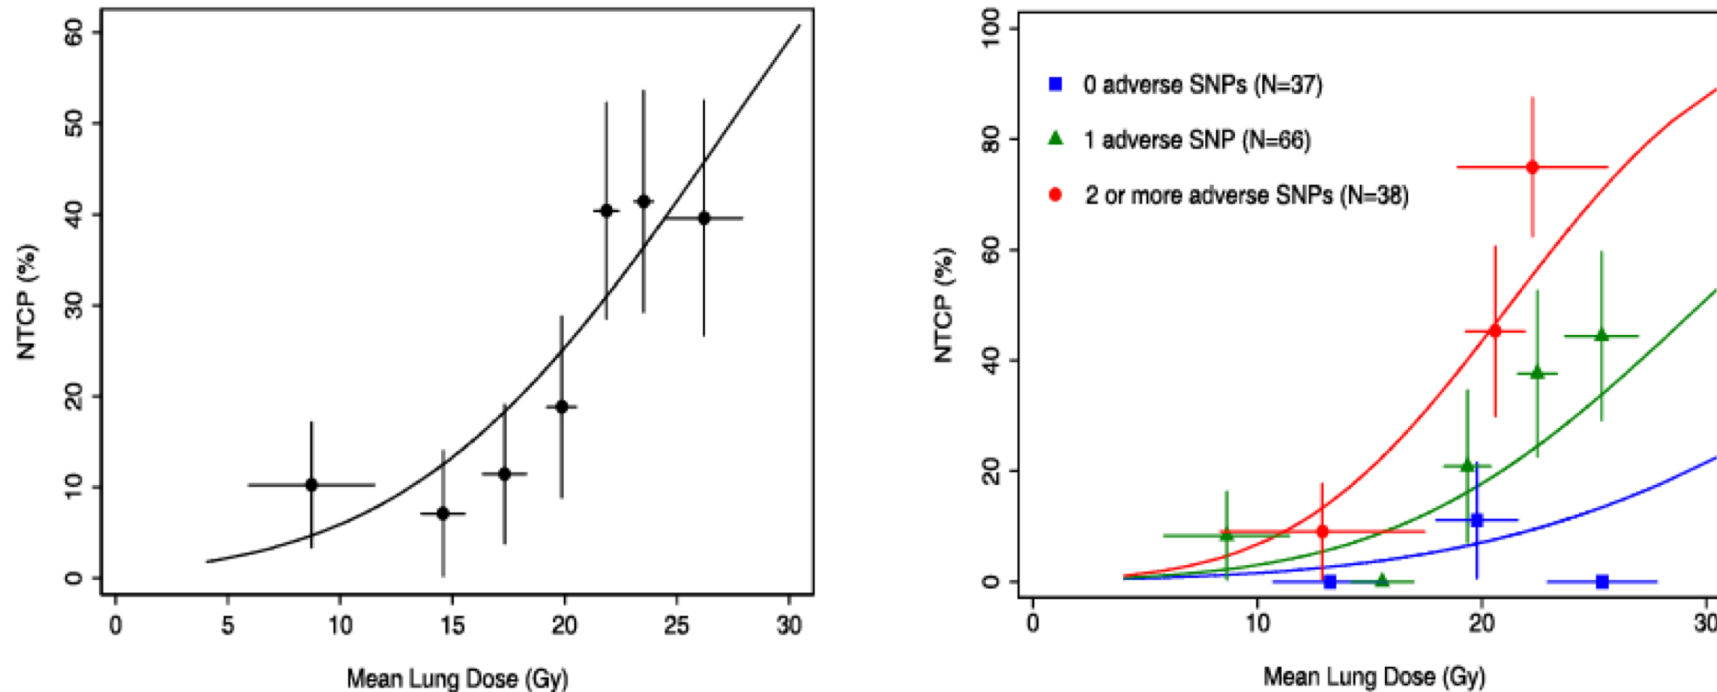 60
50
40
30
20
10
0
NTCP (%)
0 5 10 15 20 25 30
Mean Lung Dose (Gy)
100
80
60
40
20
0
NTCP (%)
0 adverse SNPs (N=37)
1 adverse SNP (N=66)
2 or more adverse SNPs (N=38)
0 10 20 30
Mean Lung Dose (Gy)